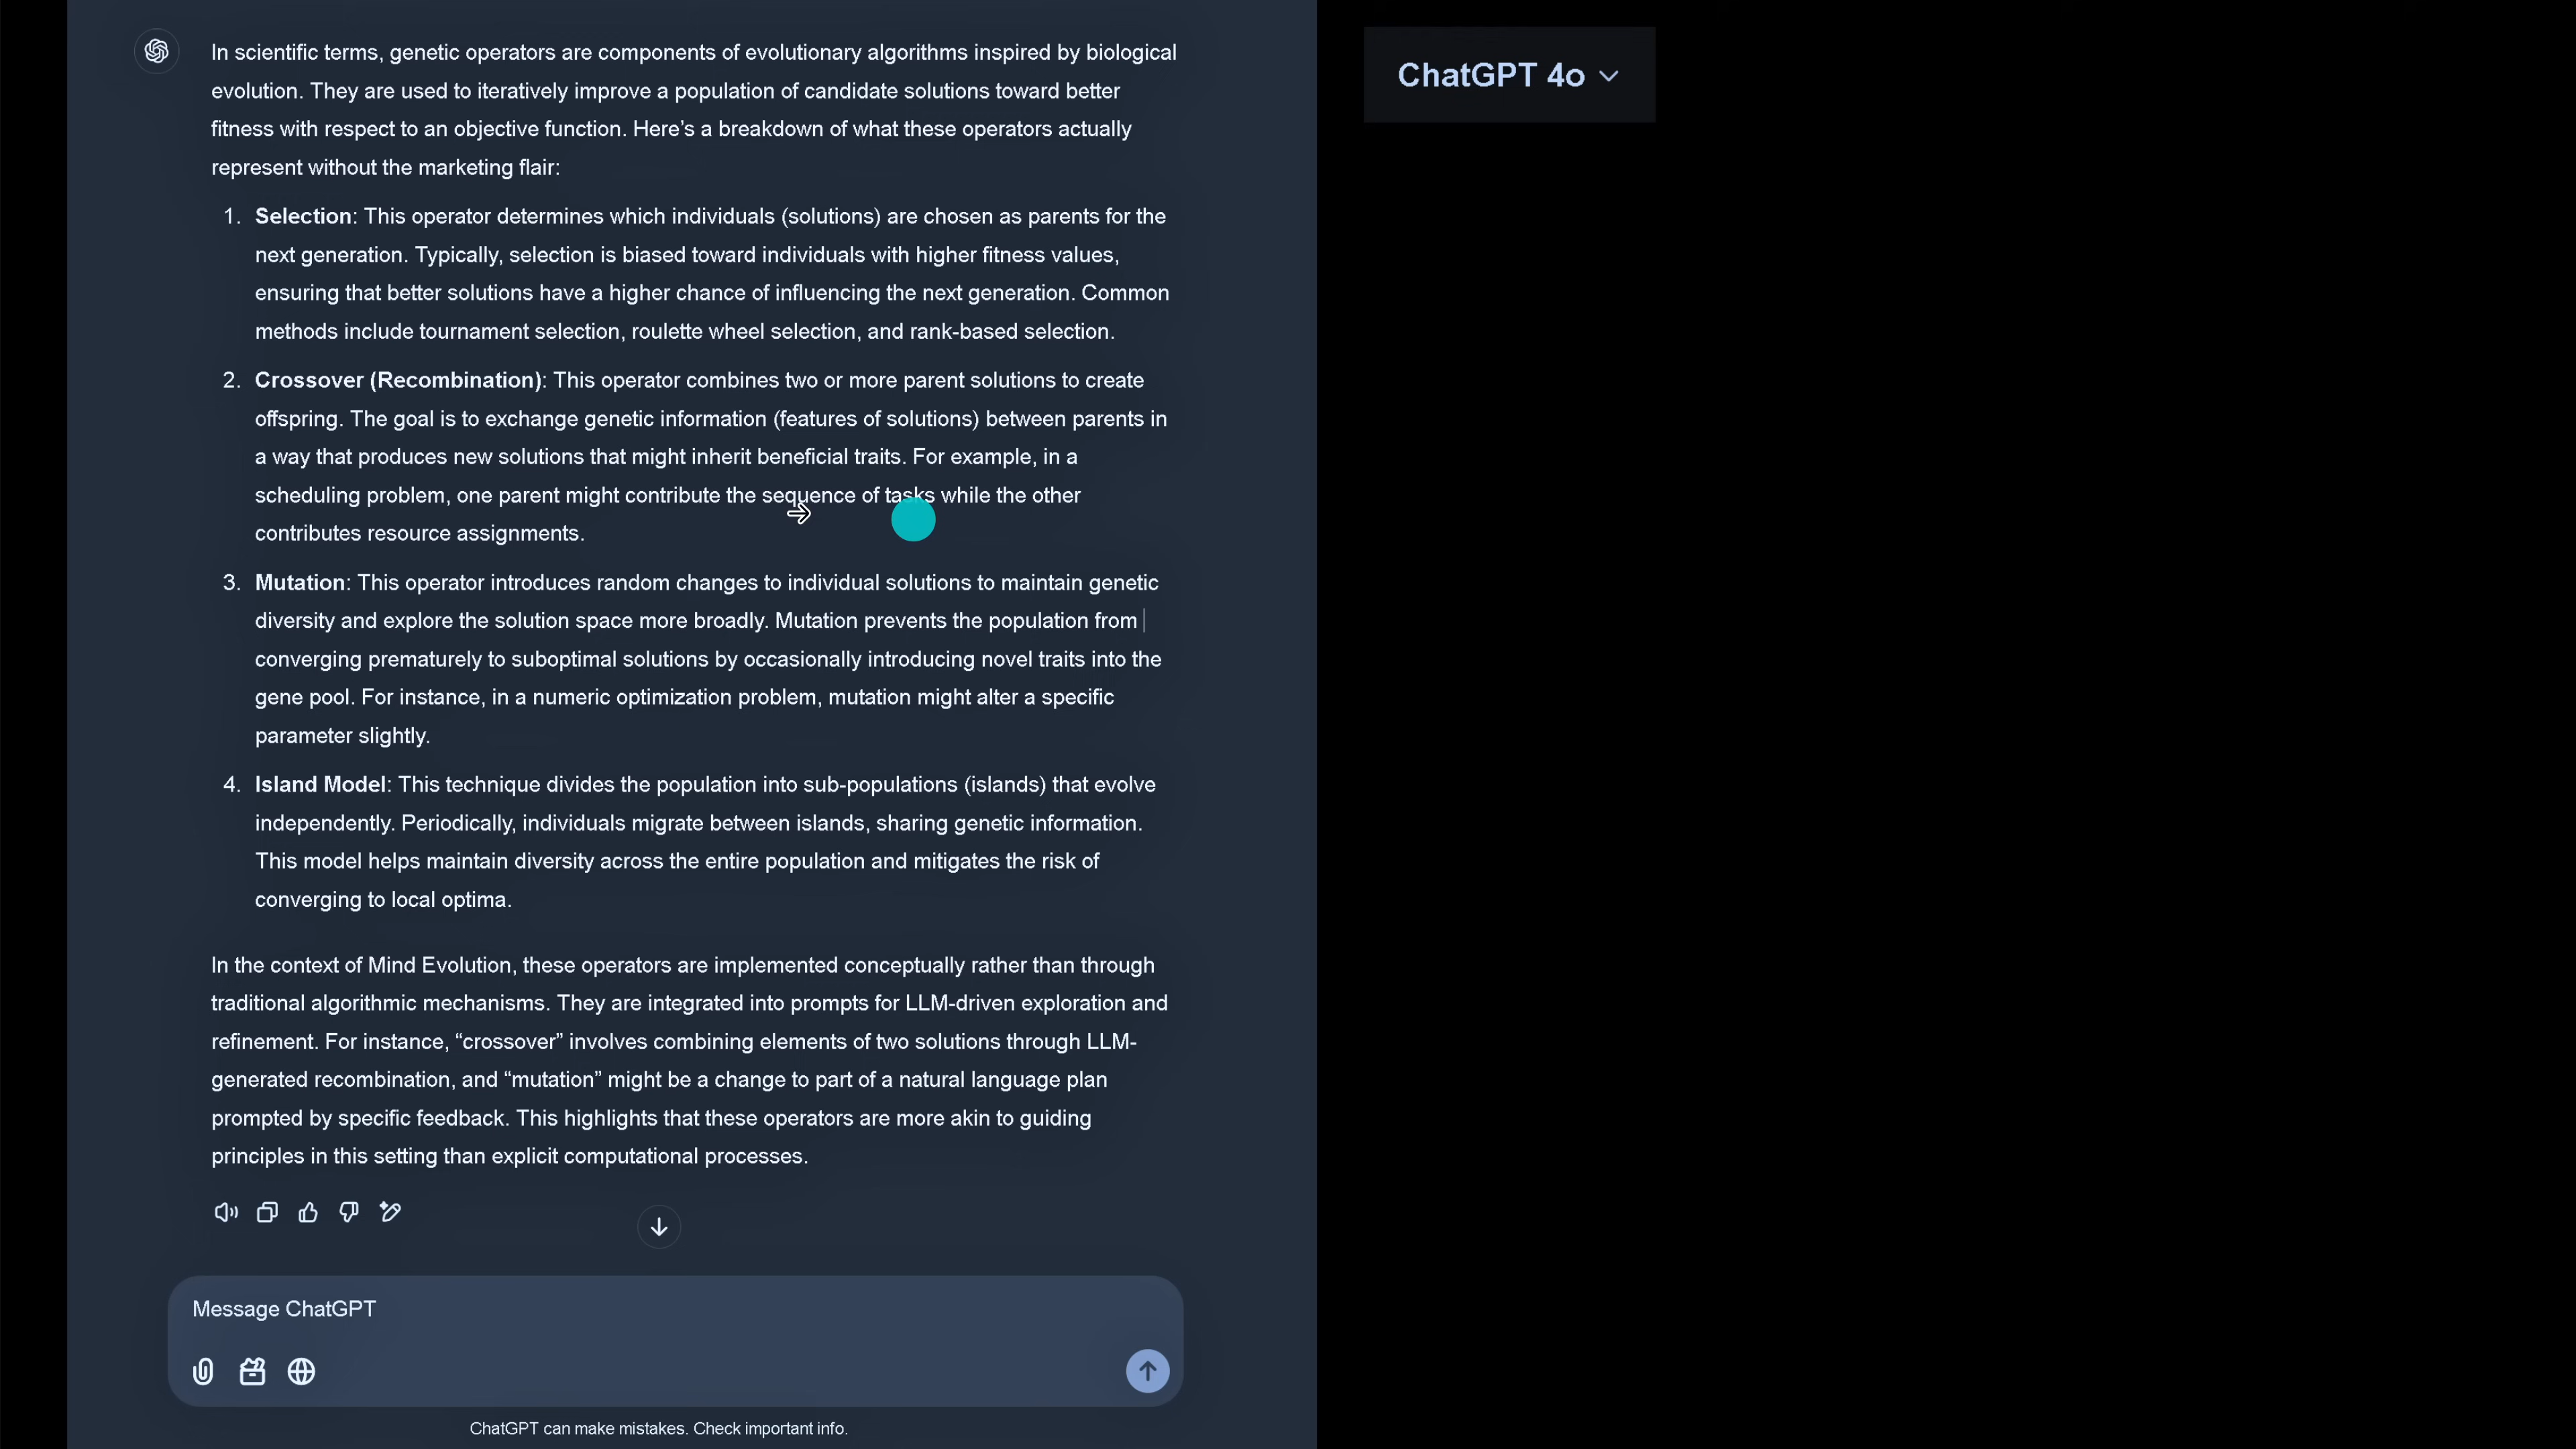 In scientific terms, genetic operators are components of evolutionary algorithms inspired by biological
evolution. They are used to iteratively improve a population of candidate solutions toward better
fitness with respect to an objective function. Here’s a breakdown of what these operators actually
represent without the marketing flair:
1. Selection: This operator determines which individuals (solutions) are chosen as parents for the
next generation. Typically, selection is biased toward individuals with higher fitness values,
ensuring that better solutions have a higher chance of influencing the next generation. Common
methods include tournament selection, roulette wheel selection, and rank-based selection.
2. Crossover (Recombination): This operator combines two or more parent solutions to create
offspring. The goal is to exchange genetic information (features of solutions) between parents in
a way that produces new solutions that might inherit beneficial traits. For example, in a
scheduling problem, one parent might contribute the sequence of tasks while the other
contributes resource assignments.
3. Mutation: This operator introduces random changes to individual solutions to maintain genetic
diversity and explore the solution space more broadly. Mutation prevents the population from
converging prematurely to suboptimal solutions by occasionally introducing novel traits into the
gene pool. For instance, in a numeric optimization problem, mutation might alter a specific
parameter slightly.
4. Island Model: This technique divides the population into sub-populations (islands) that evolve
independently. Periodically, individuals migrate between islands, sharing genetic information.
This model helps maintain diversity across the entire population and mitigates the risk of
converging to local optima.
In the context of Mind Evolution, these operators are implemented conceptually rather than through
traditional algorithmic mechanisms. They are integrated into prompts for LLM-driven exploration and
refinement. For instance, “crossover” involves combining elements of two solutions through LLM-
generated recombination, and “mutation” might be a change to part of a natural language plan
prompted by specific feedback. This highlights that these operators are more akin to guiding
principles in this setting than explicit computational processes.
Message ChatGPT
ChatGPT can make mistakes. Check important info.
ChatGPT 4o